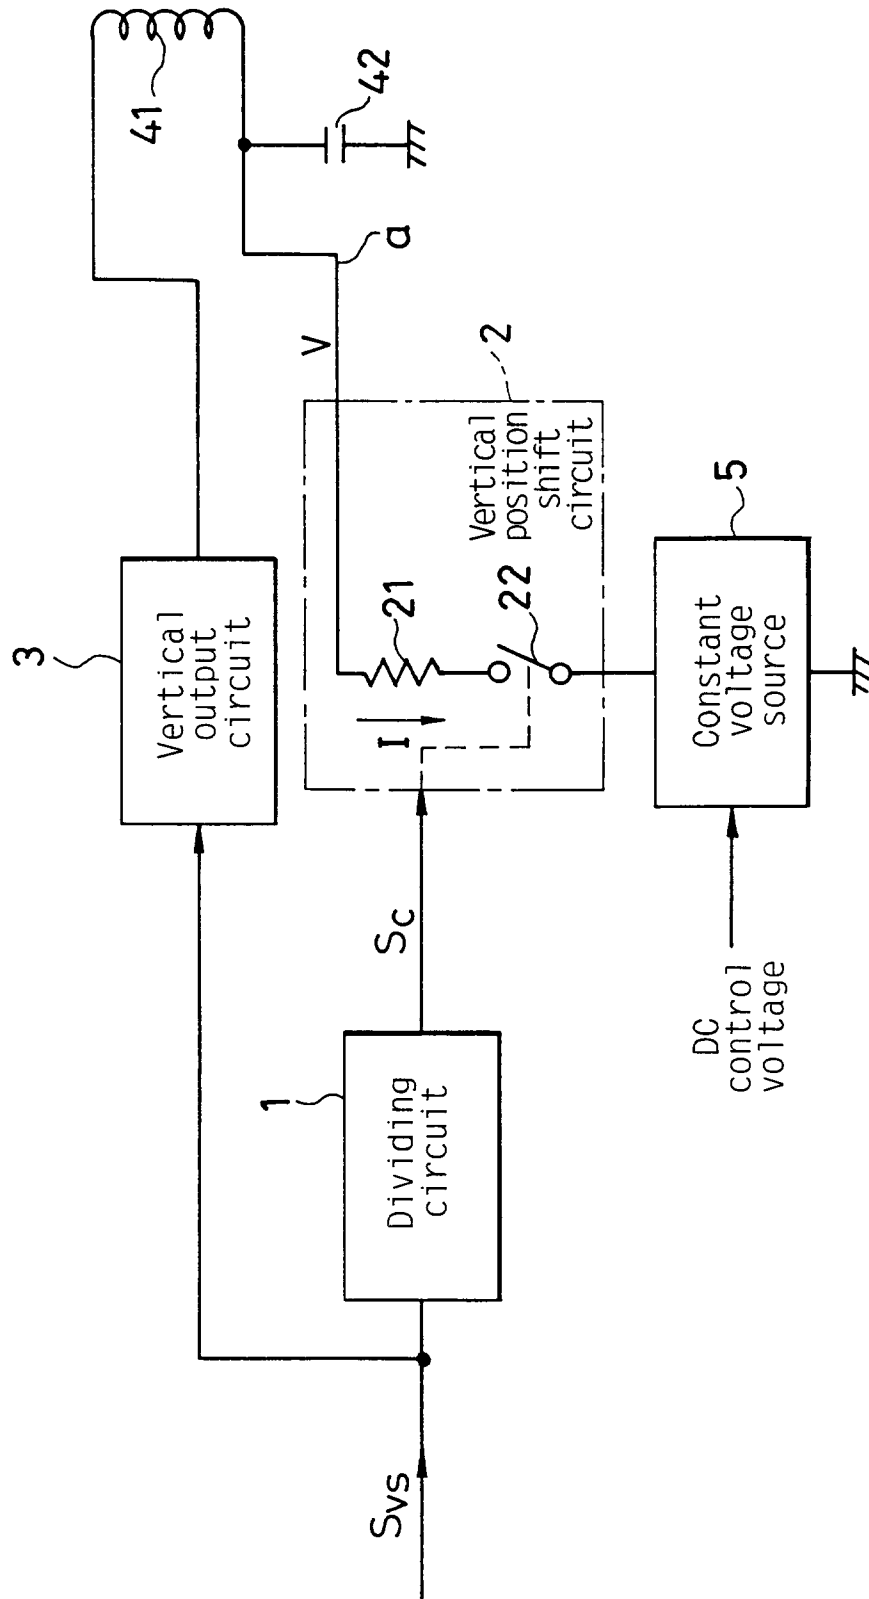 41
42
a
V
2
Vertical
position
shift
circuit
3
Vertical
output
circuit
21
22
I
5
Constant
voltage
source
Sc
DC
control
voltage
1
Dividing
circuit
Svs